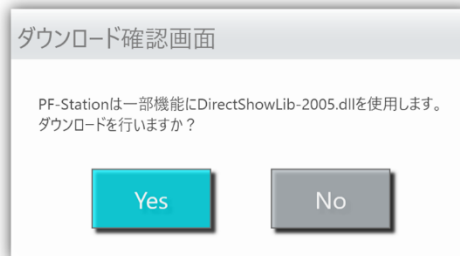 ダウンロード確認画面
PF-Stationは一部機能にDirectShowLib-2005.dllを使用します。
ダウンロードを行いますか？
Yes
No